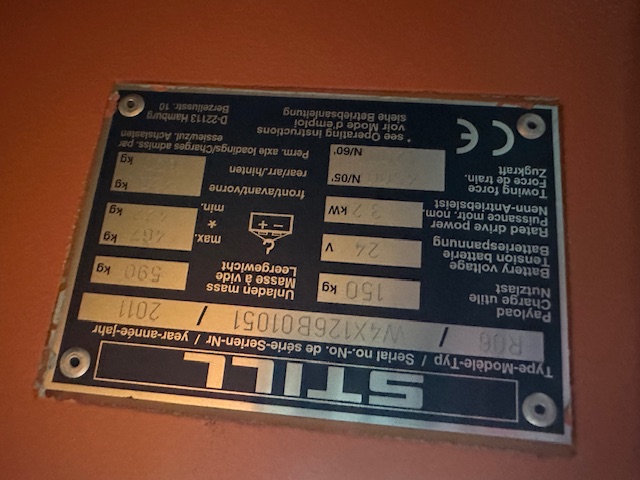 STILL
Type-Modèle-Typ / Serial no.-No. de série-Serien-Nr / year-année-jahr
R06 / W4X126B01051 / 2011
Payload
Charge utile
Nutzlast
150 kg
Unladen mass
Masse à vide
Leergewicht
590 kg
Battery voltage
Tension batterie
Batteriespannung
24 V
max.
467 kg
*
min.
kg
Rated drive power
Puissance motr. nom.
Nenn-Antriebsleist
3.2 kW
Towing force
Force de train.
Zugkraft
N/05'
N/60'
front/avant/vorne
kg
rear/arr./hinten
kg
Perm. axle loadings/Charges admiss. par
essieu/zul. Achslasten
CE
* see Operating instructions
voir Mode d'emploi
siehe Betriebsanleitung
D-22113 Hamburg
Berzeliusstr. 10